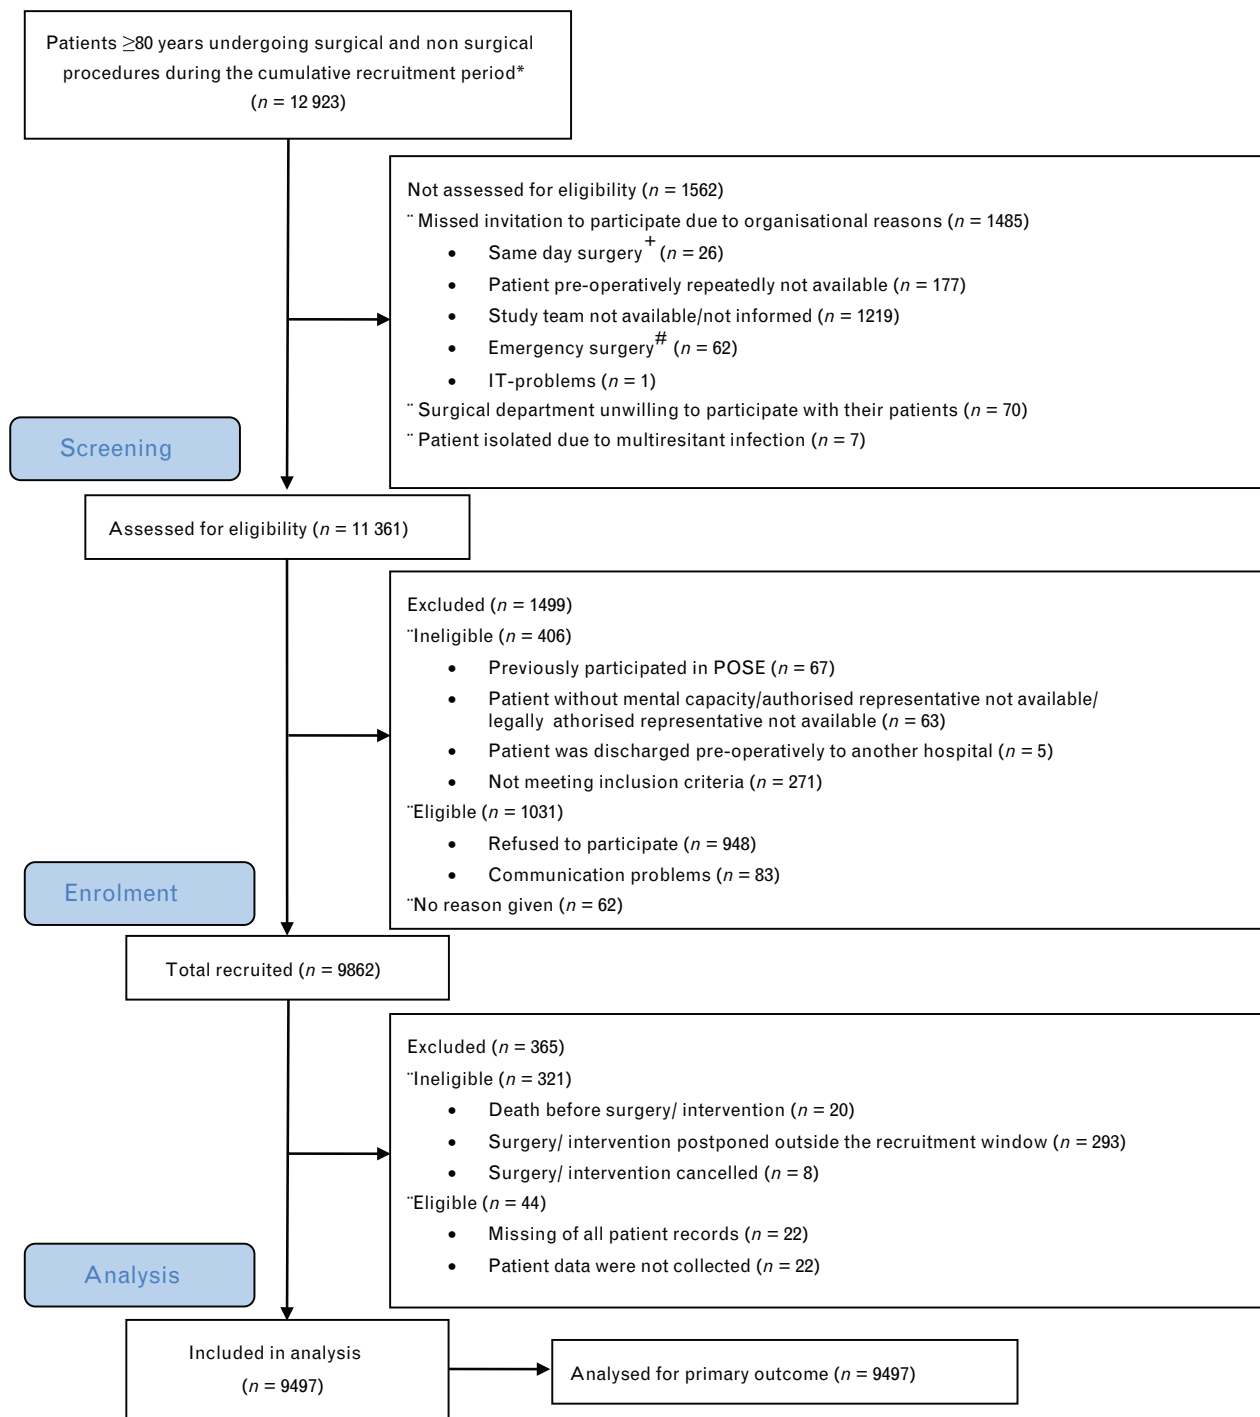 Patients ≥80 years undergoing surgical and non surgical
procedures during the cumulative recruitment period*
(n = 12 923)
Not assessed for eligibility (n = 1562)
¨ Missed invitation to participate due to organisational reasons (n = 1485)
• Same day surgery+ (n = 26)
• Patient pre-operatively repeatedly not available (n = 177)
• Study team not available/not informed (n = 1219)
• Emergency surgery# (n = 62)
• IT-problems (n = 1)
¨ Surgical department unwilling to participate with their patients (n = 70)
¨ Patient isolated due to multiresitant infection (n = 7)
Screening
Assessed for eligibility (n = 11 361)
Excluded (n = 1499)
¨Ineligible (n = 406)
• Previously participated in POSE (n = 67)
• Patient without mental capacity/authorised representative not available/
legally athorised representative not available (n = 63)
• Patient was discharged pre-operatively to another hospital (n = 5)
• Not meeting inclusion criteria (n = 271)
¨Eligible (n = 1031)
• Refused to participate (n = 948)
• Communication problems (n = 83)
¨No reason given (n = 62)
Enrolment
Total recruited (n = 9862)
Excluded (n = 365)
¨Ineligible (n = 321)
• Death before surgery/ intervention (n = 20)
• Surgery/ intervention postponed outside the recruitment window (n = 293)
• Surgery/ intervention cancelled (n = 8)
¨Eligible (n = 44)
• Missing of all patient records (n = 22)
• Patient data were not collected (n = 22)
Analysis
Included in analysis
(n = 9497)
Analysed for primary outcome (n = 9497)